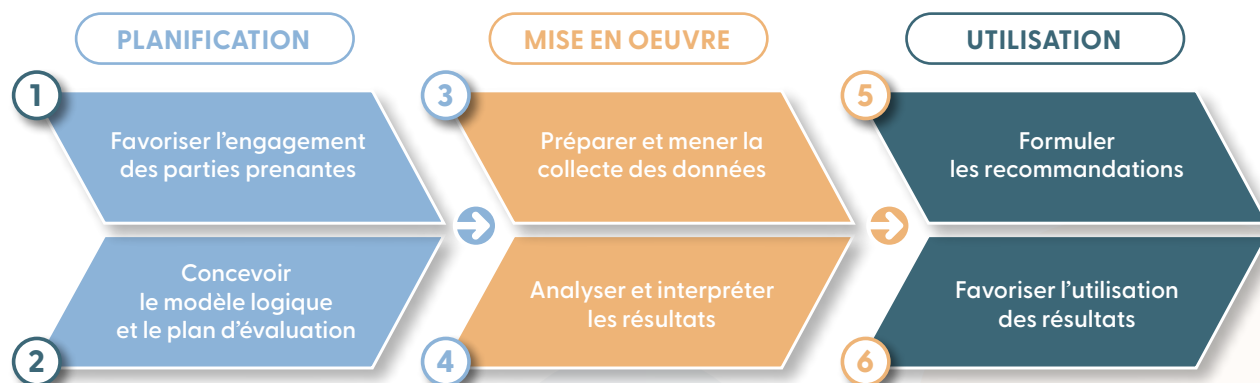 PLANIFICATION
1
Favoriser l'engagement
des parties prenantes
2
Concevoir
le modèle logique
et le plan d'évaluation
MISE EN OEUVRE
3
Préparer et mener la
collecte des données
4
Analyser et interpréter
les résultats
UTILISATION
5
Formuler
les recommandations
6
Favoriser l'utilisation
des résultats